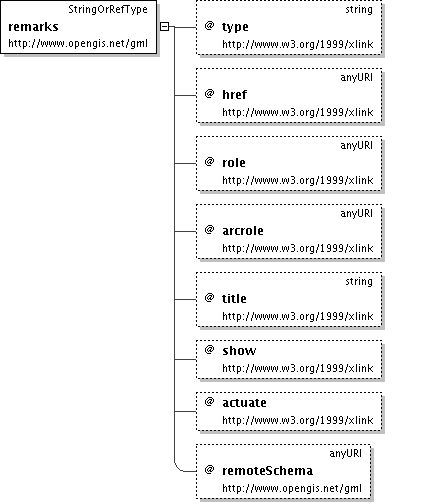 StringOrRefType
remarks
http://www.opengis.net/gml
string
@ type
http://www.w3.org/1999/xlink
anyURI
@ href
http://www.w3.org/1999/xlink
anyURI
@ role
http://www.w3.org/1999/xlink
anyURI
@ arcrole
http://www.w3.org/1999/xlink
string
@ title
http://www.w3.org/1999/xlink
@ show
http://www.w3.org/1999/xlink
@ actuate
http://www.w3.org/1999/xlink
anyURI
@ remoteSchema
http://www.opengis.net/gml